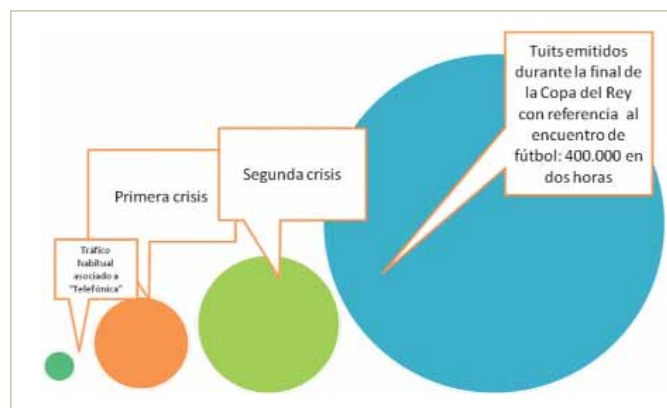 Tuits emitidos
durante la final de
la Copa del Rey
con referencia al
encuentro de
fútbol: 400.000 en
dos horas
Segunda crisis
Primera crisis
Tráfico
habitual
asociado a
"Telefónica"